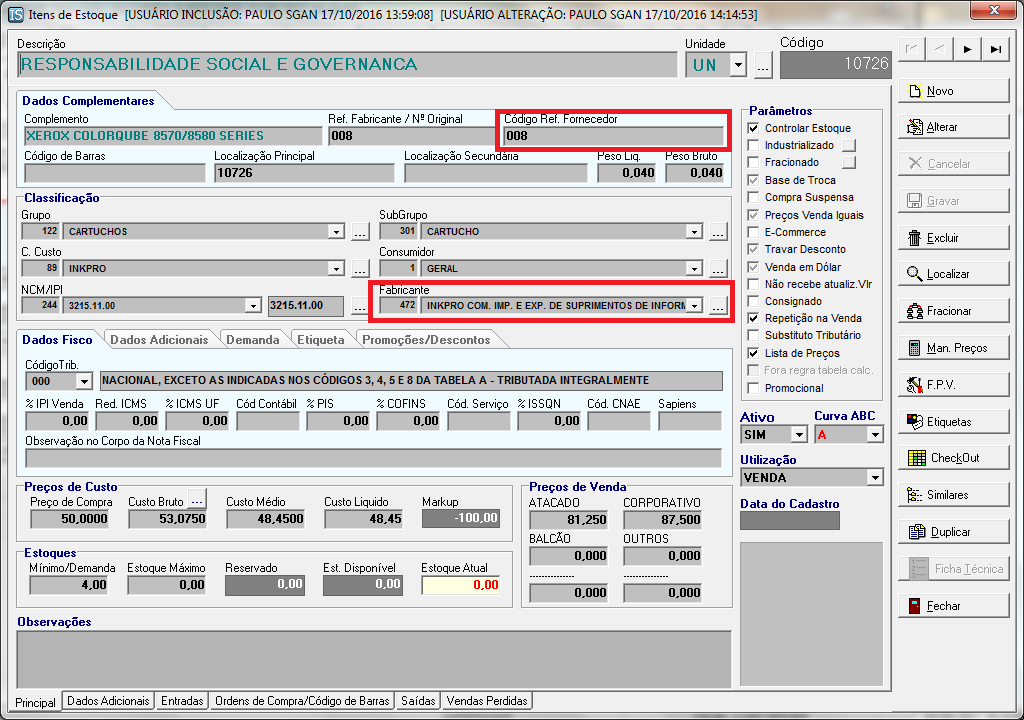 Itens de Estoque [USUÁRIO INCLUSÃO: PAULO SGAN 17/10/2016 13:59:08] [USUÁRIO ALTERAÇÃO: PAULO SGAN 17/10/2016 14:14:53]
Descrição Unidade Código
RESPONSABILIDADE SOCIAL E GOVERNANCA UN ... 10726
Dados Complementares
Complemento Ref. Fabricante / Nº Original Código Ref. Fornecedor
XEROX COLORQUBE 8570/8580 SERIES 008 008
Código de Barras Localização Principal Localização Secundária Peso Liq. Peso Bruto
10726 0,040 0,040
Classificação
Grupo SubGrupo
122 CARTUCHOS ... 301 CARTUCHO ...
C. Custo Consumidor
89 INKPRO ... 1 GERAL ...
NCM/IPI Fabricante
244 3215.11.00 3215.11.00 ... 472 INKPRO COM. IMP. E EXP. DE SUPRIMENTOS DE INFORM ...
Dados Fisco Dados Adicionais Demanda Etiqueta Promoções/Descontos
CódigoTrib.
000 NACIONAL, EXCETO AS INDICADAS NOS CÓDIGOS 3, 4, 5 E 8 DA TABELA A - TRIBUTADA INTEGRALMENTE
% IPI Venda Red. ICMS % ICMS UF Cód Contábil % PIS % COFINS Cód. Serviço % ISSQN Cód. CNAE Sapiens
0,00 0,00 0,00 0,00 0,00 0,00
Observação no Corpo da Nota Fiscal
Preços de Custo
Preço de Compra Custo Bruto ... Custo Médio Custo Liquido Markup
50,0000 53,0750 48,4500 48,45 -100,00
Estoques
Mínimo/Demanda Estoque Máximo Reservado Est. Disponível Estoque Atual
4,00 0,00 0,00 0,00 0,00
Preços de Venda
ATACADO CORPORATIVO
81,250 87,500
BALCÃO OUTROS
0,000 0,000
--------------- ---------------
0,000 0,000
Observações
Parâmetros
Controlar Estoque
Industrializado
Fracionado
Base de Troca
Compra Suspensa
Preços Venda Iguais
E-Commerce
Travar Desconto
Venda em Dólar
Não recebe atualiz.Vlr
Consignado
Repetição na Venda
Substituto Tributário
Lista de Preços
Fora regra tabela calc.
Promocional
Ativo Curva ABC
SIM A
Utilização
VENDA
Data do Cadastro
Novo
Alterar
Cancelar
Gravar
Excluir
Localizar
Fracionar
Man. Preços
F.P.V.
Etiquetas
CheckOut
Similares
Duplicar
Ficha Técnica
Fechar
Principal Dados Adicionais Entradas Ordens de Compra/Código de Barras Saídas Vendas Perdidas